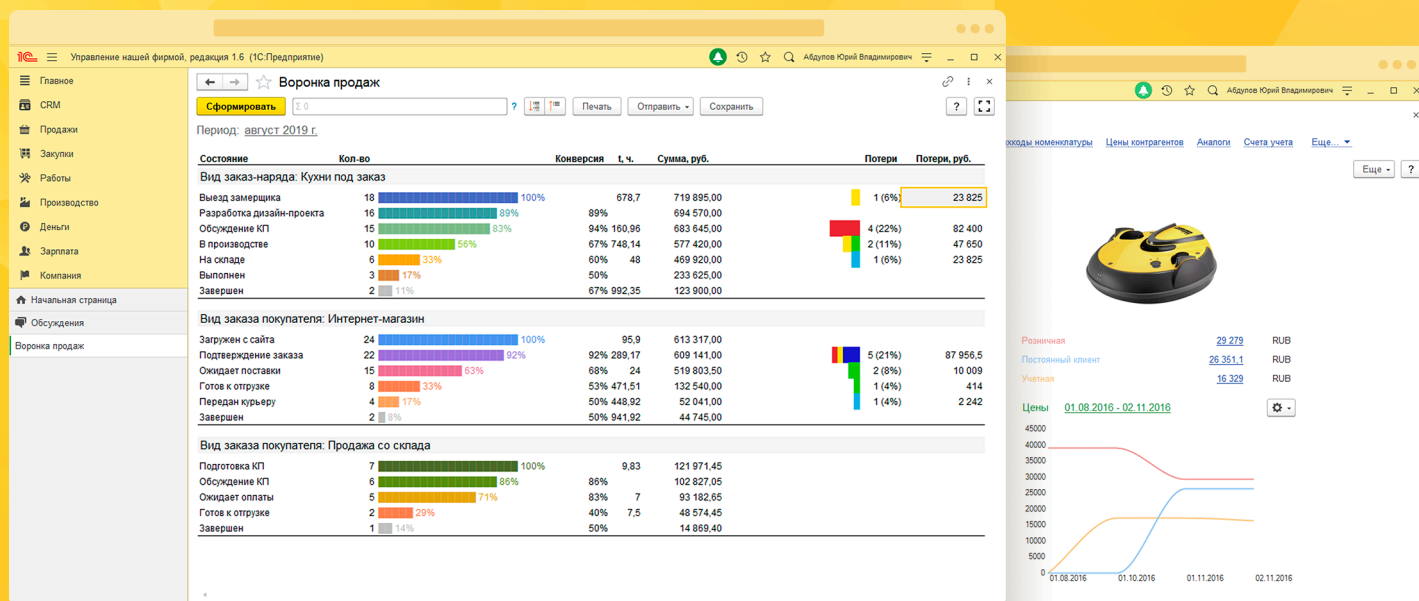 1С Управление нашей фирмой, редакция 1.6 (1С:Предприятие) Абдулов Юрий Владимирович
Главное
CRM
Продажи
Закупки
Работы
Производство
Деньги
Зарплата
Компания
Начальная страница
Обсуждения
Воронка продаж
Воронка продаж
Сформировать Σ 0 ? Печать Отправить Сохранить ?
Период: август 2019 г.
Состояние Кол-во Конверсия t, ч. Сумма, руб. Потери Потери, руб.
Вид заказ-наряда: Кухни под заказ
Выезд замерщика 18 100% 678,7 719 895,00 1 (6%) 23 825
Разработка дизайн-проекта 16 89% 89% 694 570,00
Обсуждение КП 15 83% 94% 160,96 683 645,00 4 (22%) 82 400
В производстве 10 56% 67% 748,14 577 420,00 2 (11%) 47 650
На складе 6 33% 60% 48 469 920,00 1 (6%) 23 825
Выполнен 3 17% 50% 233 625,00
Завершен 2 11% 67% 992,35 123 900,00
Вид заказа покупателя: Интернет-магазин
Загружен с сайта 24 100% 95,9 613 317,00
Подтверждение заказа 22 92% 92% 289,17 609 141,00 5 (21%) 87 956,5
Ожидает поставки 15 63% 68% 24 519 803,50 2 (8%) 10 009
Готов к отгрузке 8 33% 53% 471,51 132 540,00 1 (4%) 414
Передан курьеру 4 17% 50% 448,92 52 041,00 1 (4%) 2 242
Завершен 2 8% 50% 941,92 44 745,00
Вид заказа покупателя: Продажа со склада
Подготовка КП 7 100% 9,83 121 971,45
Обсуждение КП 6 86% 86% 102 827,05
Ожидает оплаты 5 71% 83% 7 93 182,65
Готов к отгрузке 2 29% 40% 7,5 48 574,45
Завершен 1 14% 50% 14 869,40
Абдулов Юрий Владимирович
номенклатуры Цены контрагентов Аналоги Счета учета Еще...
Еще ?
Розничная 29 279 RUB
Постоянный клиент 26 351,1 RUB
Учетная 16 329 RUB
Цены 01.08.2016 - 02.11.2016
45000
40000
35000
30000
25000
20000
15000
10000
5000
0
01.08.2016 01.10.2016 01.11.2016 02.11.2016